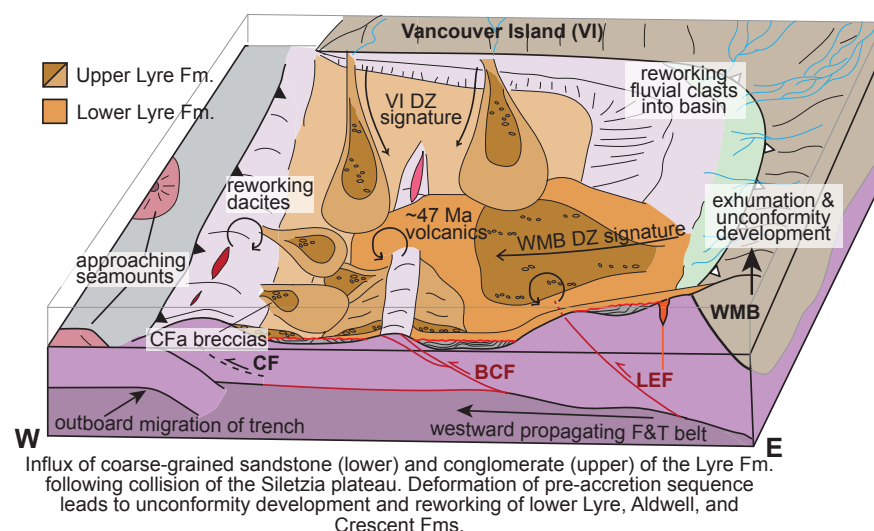 Vancouver Island (VI)
Upper Lyre Fm.
Lower Lyre Fm.
VI DZ
signature
reworking
fluvial clasts
into basin
reworking
dacites
~47 Ma
volcanics
WMB DZ signature
exhumation &
unconformity
development
approaching
seamounts
WMB
CFa breccias
CF
BCF
LEF
outboard migration of trench
westward propagating F&T belt
W
E
Influx of coarse-grained sandstone (lower) and conglomerate (upper) of the Lyre Fm.
following collision of the Siletzia plateau. Deformation of pre-accretion sequence
leads to unconformity development and reworking of lower Lyre, Aldwell, and
Crescent Fms.